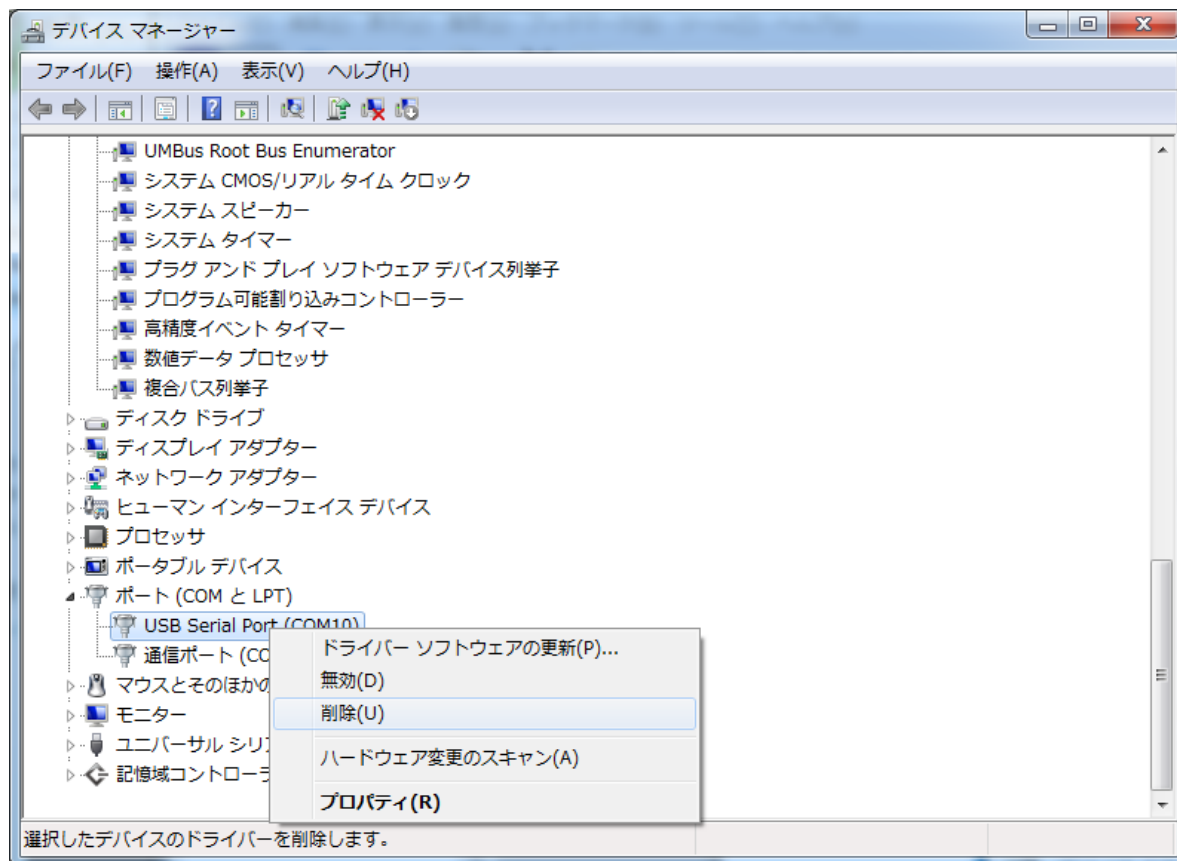 デバイス マネージャー
ファイル(F) 操作(A) 表示(V) ヘルプ(H)
UMBus Root Bus Enumerator
システム CMOS/リアル タイム クロック
システム スピーカー
システム タイマー
プラグ アンド プレイ ソフトウェア デバイス列挙子
プログラム可能割り込みコントローラー
高精度イベント タイマー
数値データ プロセッサ
複合バス列挙子
ディスク ドライブ
ディスプレイ アダプター
ネットワーク アダプター
ヒューマン インターフェイス デバイス
プロセッサ
ポータブル デバイス
ポート (COM と LPT)
USB Serial Port (COM10)
通信ポート (CO
マウスとそのほかの
モニター
ユニバーサル シリア
記憶域コントローラ
ドライバー ソフトウェアの更新(P)...
無効(D)
削除(U)
ハードウェア変更のスキャン(A)
プロパティ(R)
選択したデバイスのドライバーを削除します。